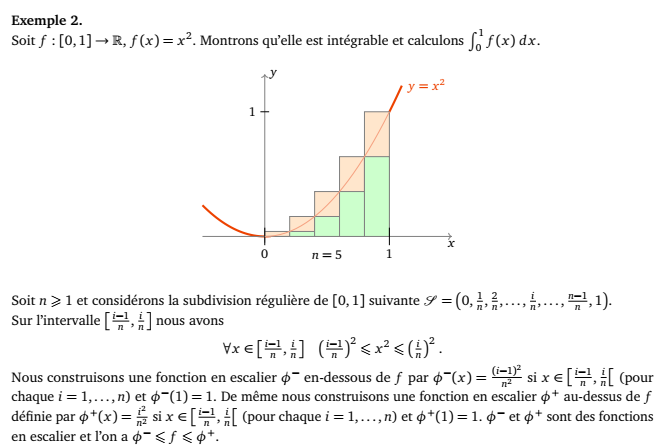 Exemple 2.
Soit f : [0, 1] → ℝ, f(x) = x². Montrons qu'elle est intégrable et calculons ∫₀¹ f(x) dx.
y
y = x²
1
x
0
n = 5
1
Soit n ⩾ 1 et considérons la subdivision régulière de [0, 1] suivante 𝒮 = (0, 1/n, 2/n, …, i/n, …, (n−1)/n, 1).
Sur l'intervalle [(i−1)/n, i/n] nous avons
∀x ∈ [(i−1)/n, i/n] ((i−1)/n)² ⩽ x² ⩽ (i/n)².
Nous construisons une fonction en escalier ϕ⁻ en-dessous de f par ϕ⁻(x) = (i−1)²/n² si x ∈ [(i−1)/n, i/n[ (pour
chaque i = 1, …, n) et ϕ⁻(1) = 1. De même nous construisons une fonction en escalier ϕ⁺ au-dessus de f
définie par ϕ⁺(x) = i²/n² si x ∈ [(i−1)/n, i/n[ (pour chaque i = 1, …, n) et ϕ⁺(1) = 1. ϕ⁻ et ϕ⁺ sont des fonctions
en escalier et l'on a ϕ⁻ ⩽ f ⩽ ϕ⁺.